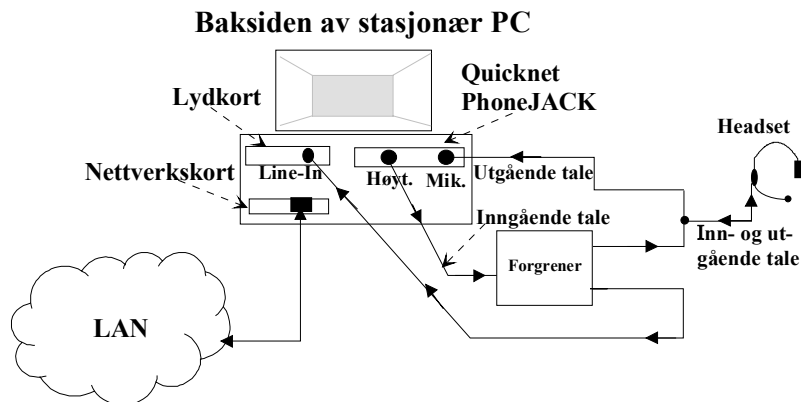 Baksiden av stasjonær PC
Quicknet
PhoneJACK
Lydkort
Headset
Nettverkskort
Line-In
Høyt.
Mik.
Utgående tale
Inngående tale
Inn- og ut-
gående tale
Forgrener
LAN